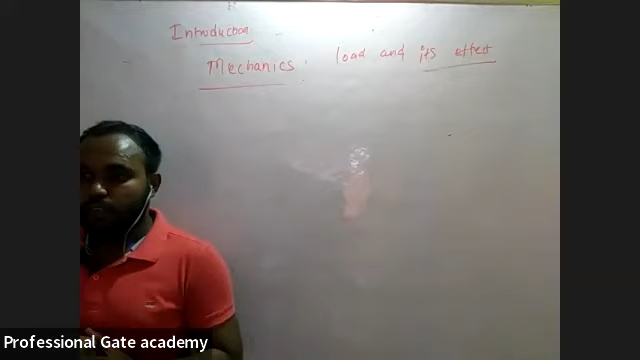 Introduction
Mechanics : load and its effect
Professional Gate academy